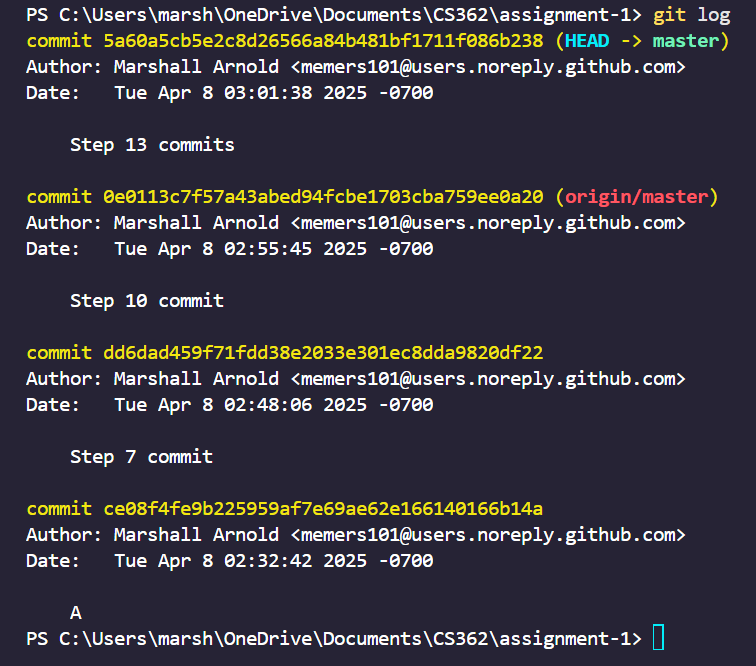 PS C:\Users\marsh\OneDrive\Documents\CS362\assignment-1> git log
commit 5a60a5cb5e2c8d26566a84b481bf1711f086b238 (HEAD -> master)
Author: Marshall Arnold <memers101@users.noreply.github.com>
Date:   Tue Apr 8 03:01:38 2025 -0700
    Step 13 commits
commit 0e0113c7f57a43abed94fcbe1703cba759ee0a20 (origin/master)
Author: Marshall Arnold <memers101@users.noreply.github.com>
Date:   Tue Apr 8 02:55:45 2025 -0700
    Step 10 commit
commit dd6dad459f71fdd38e2033e301ec8dda9820df22
Author: Marshall Arnold <memers101@users.noreply.github.com>
Date:   Tue Apr 8 02:48:06 2025 -0700
    Step 7 commit
commit ce08f4fe9b225959af7e69ae62e166140166b14a
Author: Marshall Arnold <memers101@users.noreply.github.com>
Date:   Tue Apr 8 02:32:42 2025 -0700
    A
PS C:\Users\marsh\OneDrive\Documents\CS362\assignment-1>